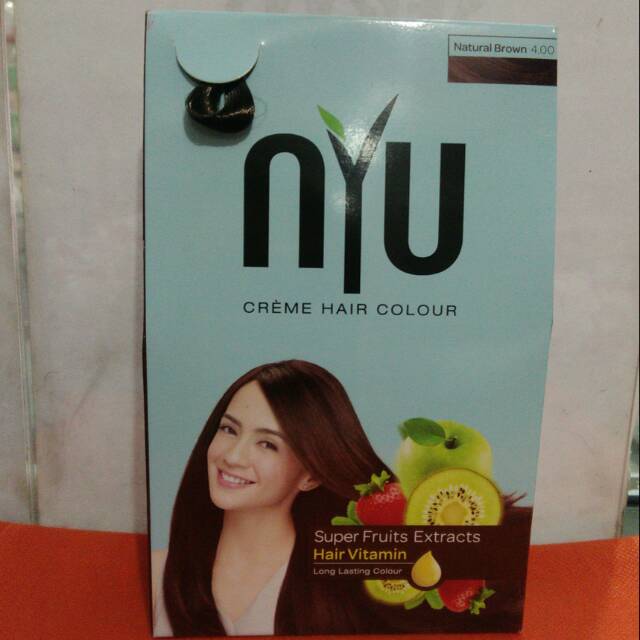 Natural Brown 4.00
nYU
CRÈME HAIR COLOUR
Super Fruits Extracts
Hair Vitamin
Long Lasting Colour